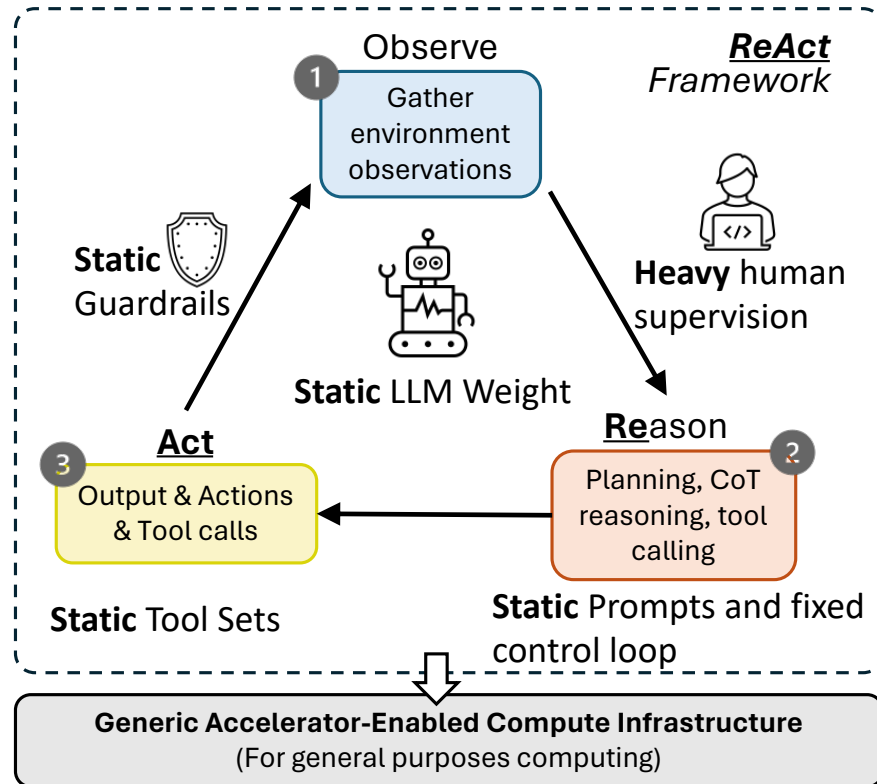 Observe
ReAct
Framework
1
Gather
environment
observations
</>
Static
Guardrails
Heavy human
supervision
Static LLM Weight
Act
Reason
3
2
Output & Actions
& Tool calls
Planning, CoT
reasoning, tool
calling
Static Tool Sets
Static Prompts and fixed
control loop
Generic Accelerator-Enabled Compute Infrastructure
(For general purposes computing)